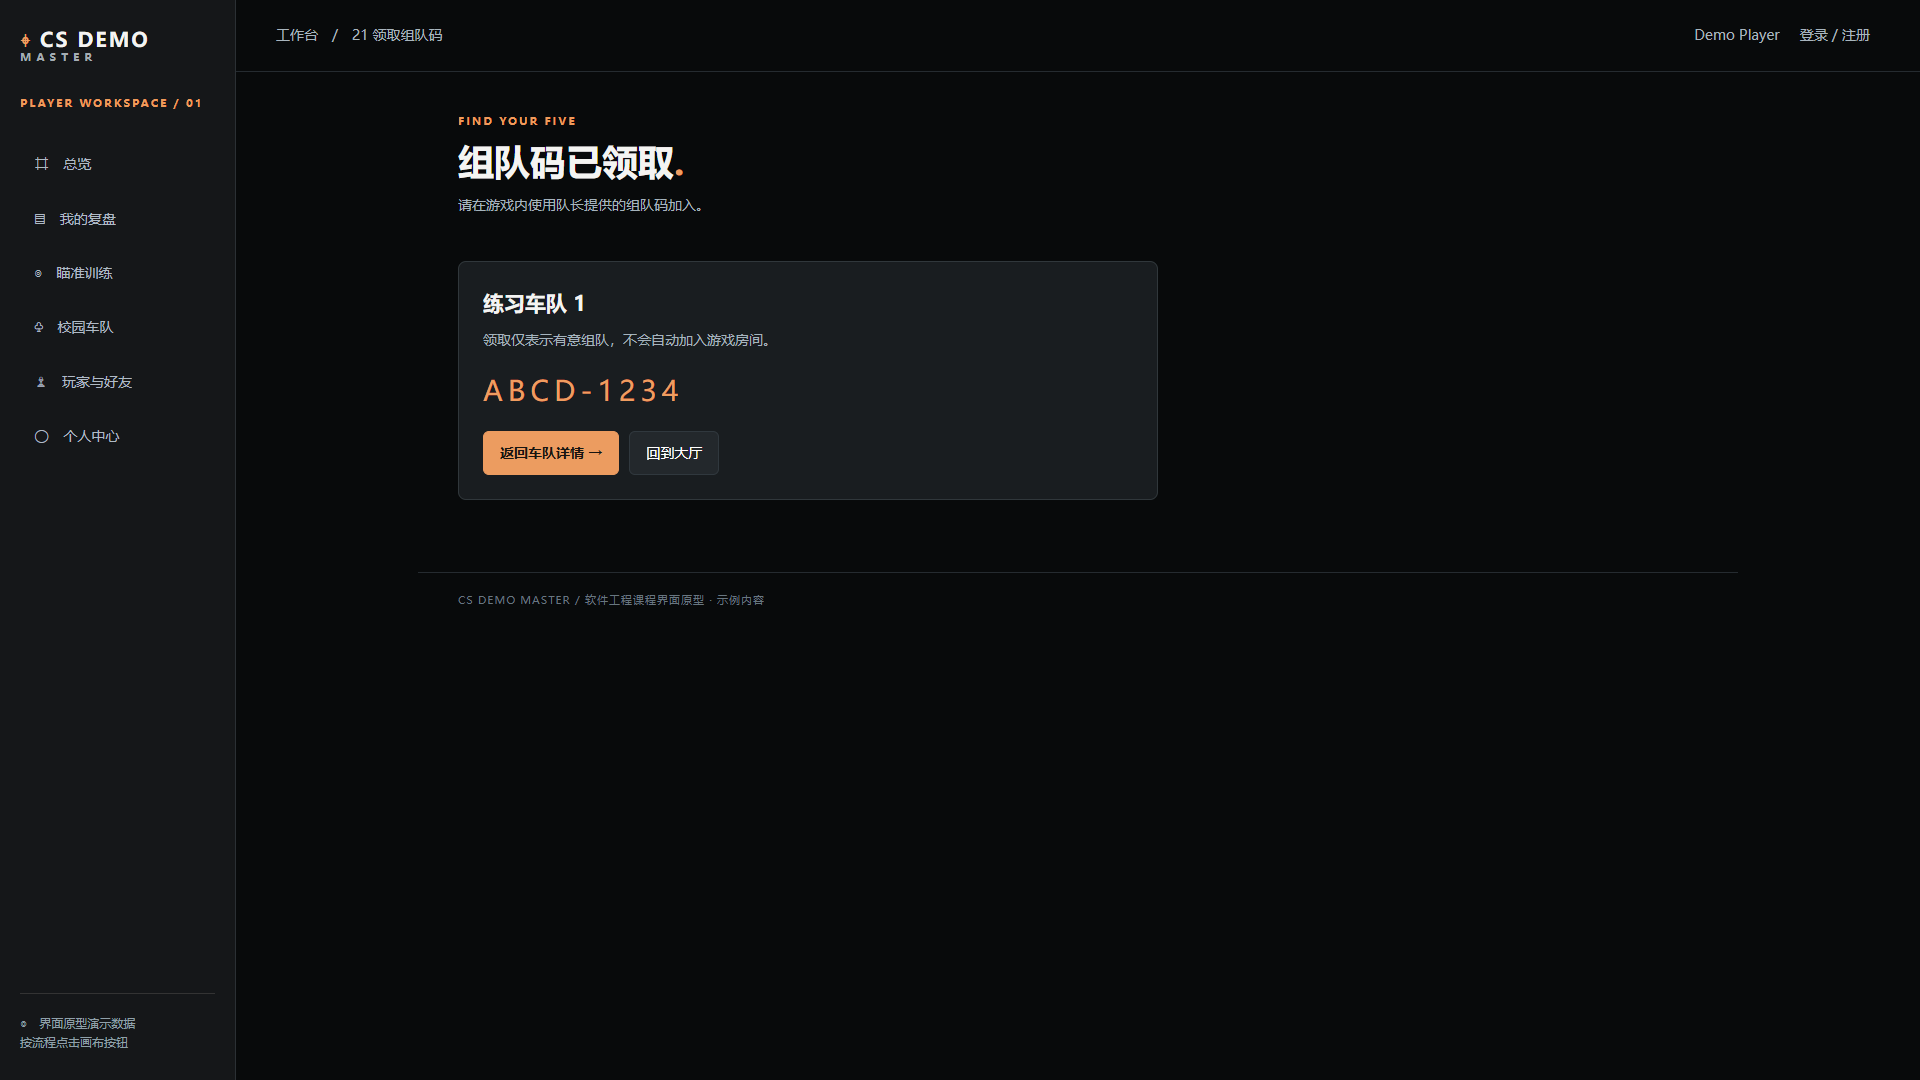 CS DEMO
MASTER
PLAYER WORKSPACE / 01
总览
我的复盘
瞄准训练
校园车队
玩家与好友
个人中心
界面原型演示数据
按流程点击画布按钮
工作台 / 21 领取组队码
Demo Player 登录 / 注册
FIND YOUR FIVE
组队码已领取.
请在游戏内使用队长提供的组队码加入。
练习车队 1
领取仅表示有意组队，不会自动加入游戏房间。
ABCD-1234
返回车队详情 →
回到大厅
CS DEMO MASTER / 软件工程课程界面原型 · 示例内容